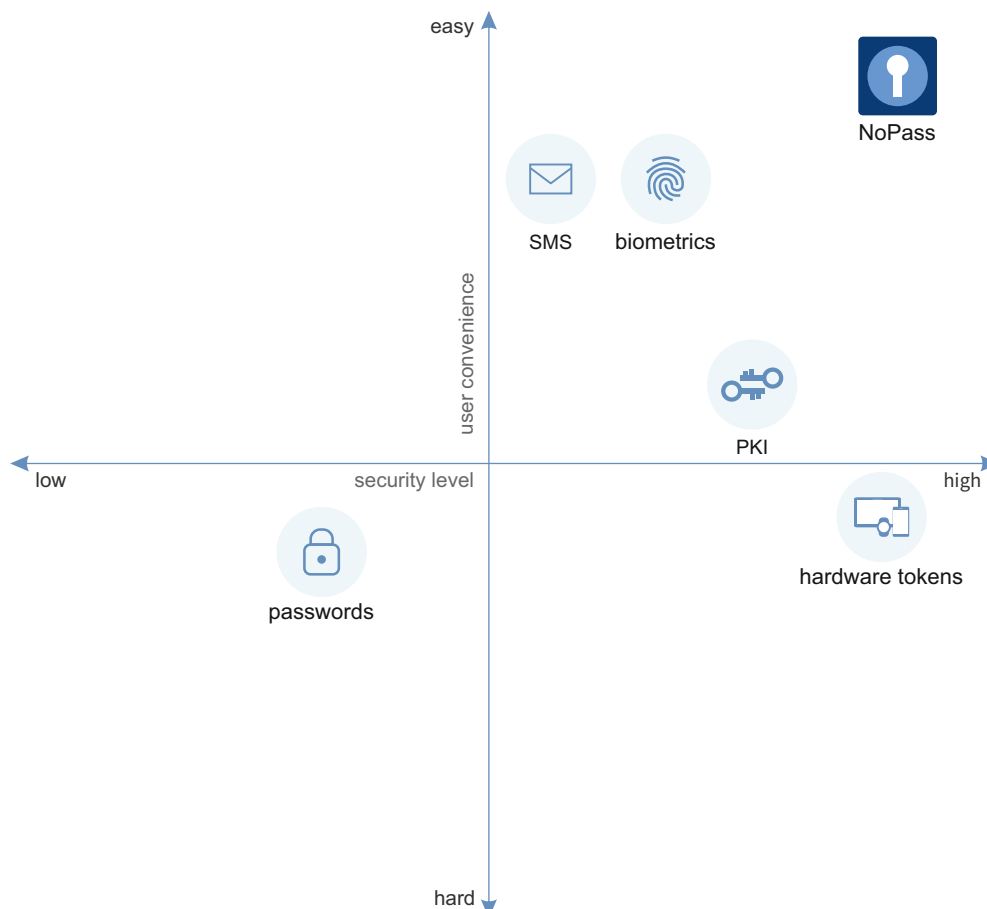 easy
NoPass
SMS
biometrics
user convenience
PKI
low
security level
high
hardware tokens
passwords
hard